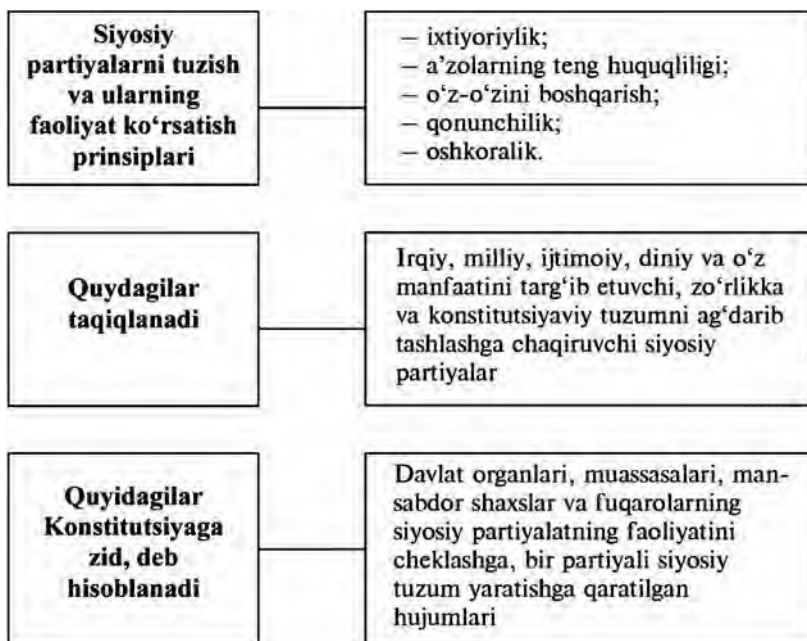 Siyosiy
partiyalarni tuzish
va ularning
faoliyat ko‘rsatish
prinsiplari
— ixtiyoriylik;
— a’zolarning teng huquqliligi;
— o‘z-o‘zini boshqarish;
— qonunchilik;
— oshkoralik.
Quydagilar
taqiqlanadi
Irqiy, milliy, ijtimoiy, diniy va o‘z
manfaatini targ‘ib etuvchi, zo‘rlikka
va konstitutsiyaviy tuzumni ag‘darib
tashlashga chaqiruvchi siyosiy
partiyalar
Quyidagilar
Konstitutsiyaga
zid, deb
hisoblanadi
Davlat organlari, muassasalari, man-
sabdor shaxslar va fuqarolarning
siyosiy partiyalatning faoliyatini
cheklashga, bir partiyali siyosiy
tuzum yaratishga qaratilgan
hujumlari